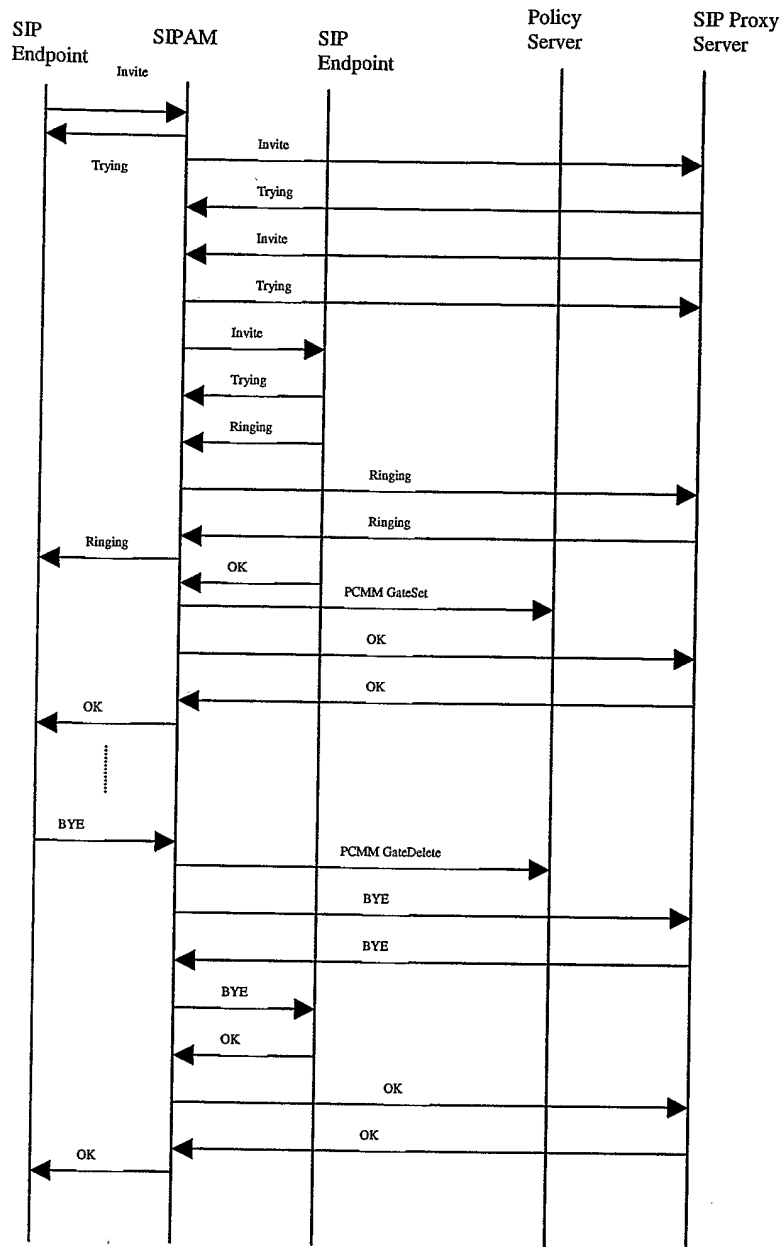 SIP
Endpoint
SIPAM
SIP
Endpoint
Policy
Server
SIP Proxy
Server
Invite
Trying
Invite
Trying
Invite
Trying
Invite
Trying
Ringing
Ringing
Ringing
Ringing
OK
PCMM GateSet
OK
OK
OK
BYE
PCMM GateDelete
BYE
BYE
BYE
OK
OK
OK
OK